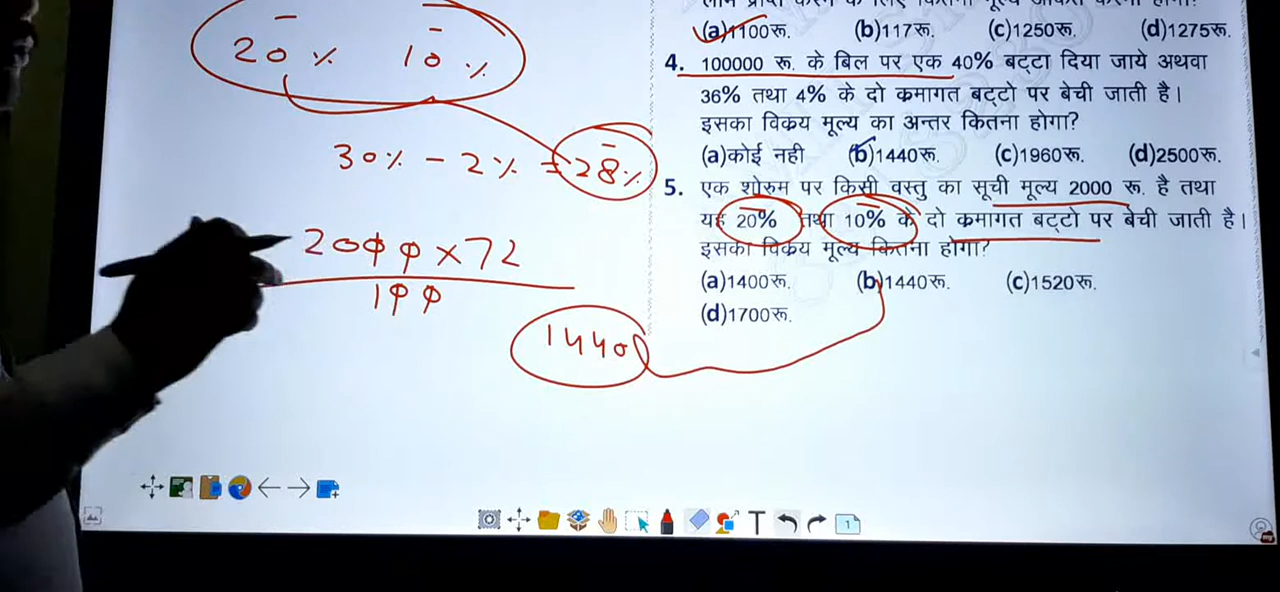 20 % 10 %
30% - 2% = 28%
2000 × 72
100
1440
(a)1100रू. (b)117रू. (c)1250रू. (d)1275रू.
4. 100000 रू. के बिल पर एक 40% बट्टा दिया जाये अथवा
36% तथा 4% के दो क्रमागत बट्टो पर बेची जाती है।
इसका विक्रय मूल्य का अन्तर कितना होगा?
(a)कोई नही (b)1440रू. (c)1960रू. (d)2500रू.
5. एक शोरुम पर किसी वस्तु का सूची मूल्य 2000 रू. है तथा
यह 20% तथा 10% के दो क्रमागत बट्टो पर बेची जाती है।
इसका विक्रय मूल्य कितना होगा?
(a)1400रू. (b)1440रू. (c)1520रू.
(d)1700रू.
T
1